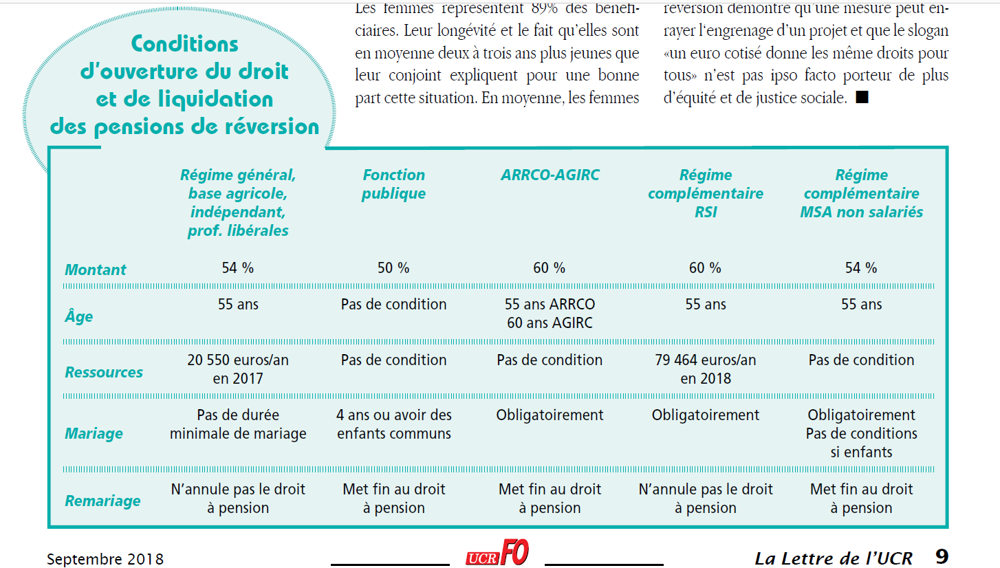 Les femmes représentent 89% des bénéfi-
ciaires. Leur longévité et le fait qu'elles sont
en moyenne deux à trois ans plus jeunes que
leur conjoint expliquent pour une bonne
part cette situation. En moyenne, les femmes
réversion démontre qu'une mesure peut en-
rayer l'engrenage d'un projet et que le slogan
«un euro cotisé donne les même droits pour
tous» n'est pas ipso facto porteur de plus
d'équité et de justice sociale. ■
Conditions
d'ouverture du droit
et de liquidation
des pensions de réversion
Régime général,
base agricole,
indépendant,
prof. libérales
Fonction
publique
ARRCO-AGIRC
Régime
complémentaire
RSI
Régime
complémentaire
MSA non salariés
Montant
54 %
50 %
60 %
60 %
54 %
Âge
55 ans
Pas de condition
55 ans ARRCO
60 ans AGIRC
55 ans
55 ans
Ressources
20 550 euros/an
en 2017
Pas de condition
Pas de condition
79 464 euros/an
en 2018
Pas de condition
Mariage
Pas de durée
minimale de mariage
4 ans ou avoir des
enfants communs
Obligatoirement
Obligatoirement
Obligatoirement
Pas de conditions
si enfants
Remariage
N'annule pas le droit
à pension
Met fin au droit
à pension
Met fin au droit
à pension
N'annule pas le droit
à pension
Met fin au droit
à pension
Septembre 2018
UCR FO
La Lettre de l'UCR 9